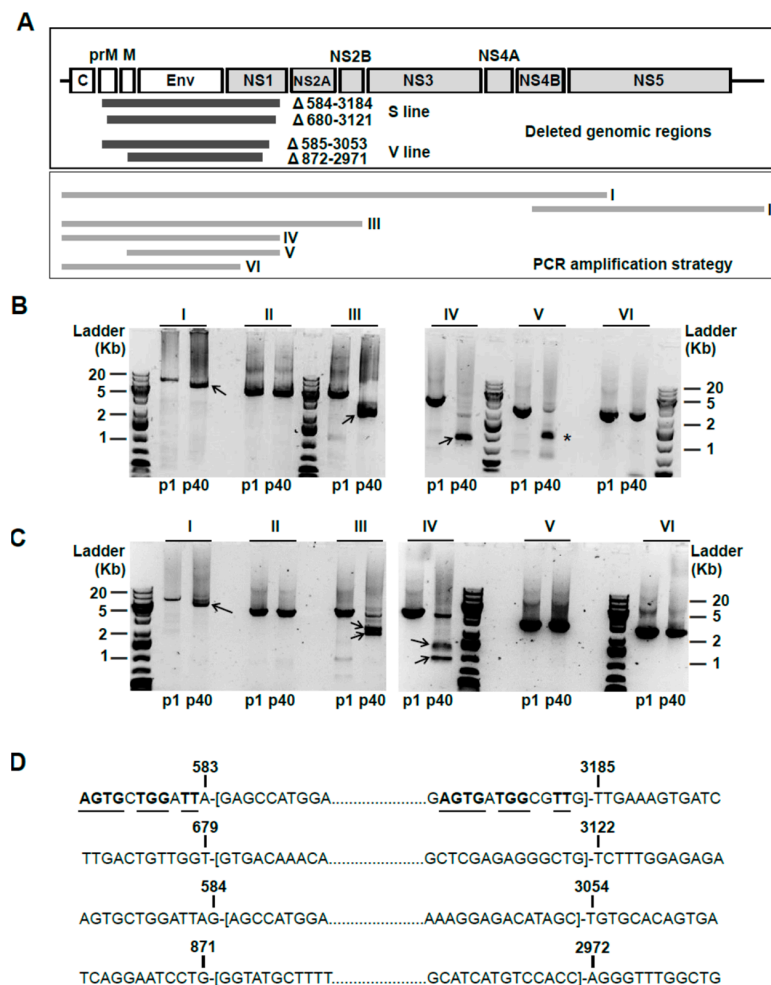 A
prM M NS2B NS4A
C Env NS1 NS2A NS3 NS4B NS5
Δ 584-3184
Δ 680-3121
S line
Δ 585-3053
Δ 872-2971
V line
Deleted genomic regions
I
I
III
IV
V
VI
PCR amplification strategy
B
Ladder
(Kb)
I II III IV V VI
Ladder
(Kb)
20
5
2
1
20
5
2
1
*
p1 p40 p1 p40 p1 p40 p1 p40 p1 p40 p1 p40
C
Ladder
(Kb)
I II III IV V VI
Ladder
(Kb)
20
5
2
1
20
5
2
1
p1 p40 p1 p40 p1 p40 p1 p40 p1 p40 p1 p40
D
583 3185
AGTGCTGGATTA-[GAGCCATGGA......................GAGTGATGGCGTTG]-TTGAAAGTGATC
679 3122
TTGACTGTTGGT-[GTGACAAACA......................GCTCGAGAGGGCTG]-TCTTTGGAGAGA
584 3054
AGTGCTGGATTAG-[AGCCATGGA......................AAAGGAGACATAGC]-TGTGCACAGTGA
871 2972
TCAGGAATCCTG-[GGTATGCTTTT......................GCATCATGTCCACC]-AGGGTTTGGCTG